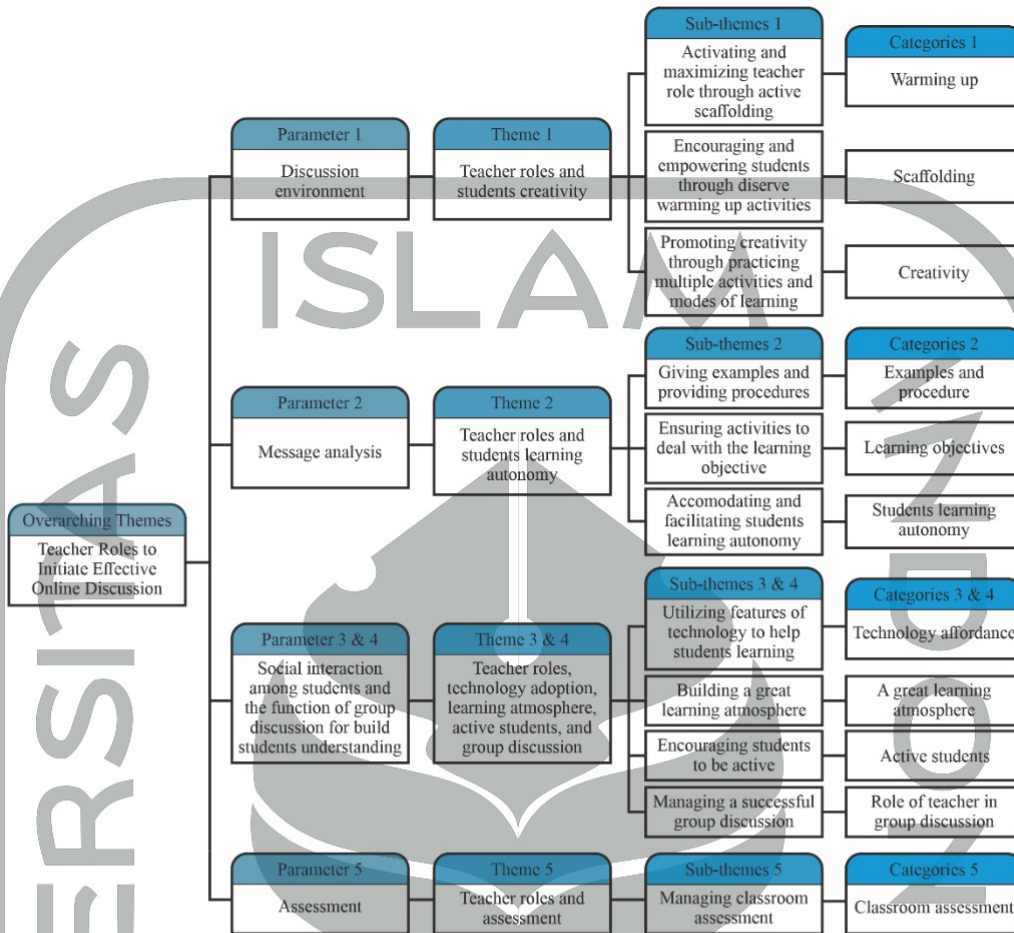 Sub-themes 1
Activating and
maximizing teacher
role through active
scaffolding
Categories 1
Warming up
Parameter 1
Discussion
environment
Theme 1
Teacher roles and
students creativity
Encouraging and
empowering students
through diserve
warming up activities
Scaffolding
Promoting creativity
through practicing
multiple activities and
modes of learning
Creativity
ISLAM
Sub-themes 2
Giving examples and
providing procedures
Categories 2
Examples and
procedure
Parameter 2
Message analysis
Theme 2
Teacher roles and
students learning
autonomy
Ensuring activities to
deal with the learning
objective
Learning objectives
Accomodating and
facilitating students
learning autonomy
Students learning
autonomy
Overarching Themes
Teacher Roles to
Initiate Effective
Online Discussion
Sub-themes 3 & 4
Utilizing features of
technology to help
students learning
Categories 3 & 4
Technology affordance
Parameter 3 & 4
Social interaction
among students and
the function of group
discussion for build
students understanding
Theme 3 & 4
Teacher roles,
technology adoption,
learning atmosphere,
active students, and
group discussion
Building a great
learning atmosphere
A great learning
atmosphere
Encouraging students
to be active
Active students
Managing a successful
group discussion
Role of teacher in
group discussion
Parameter 5
Assessment
Theme 5
Teacher roles and
assessment
Sub-themes 5
Managing classroom
assessment
Categories 5
Classroom assessment
ERSITAS
INDON